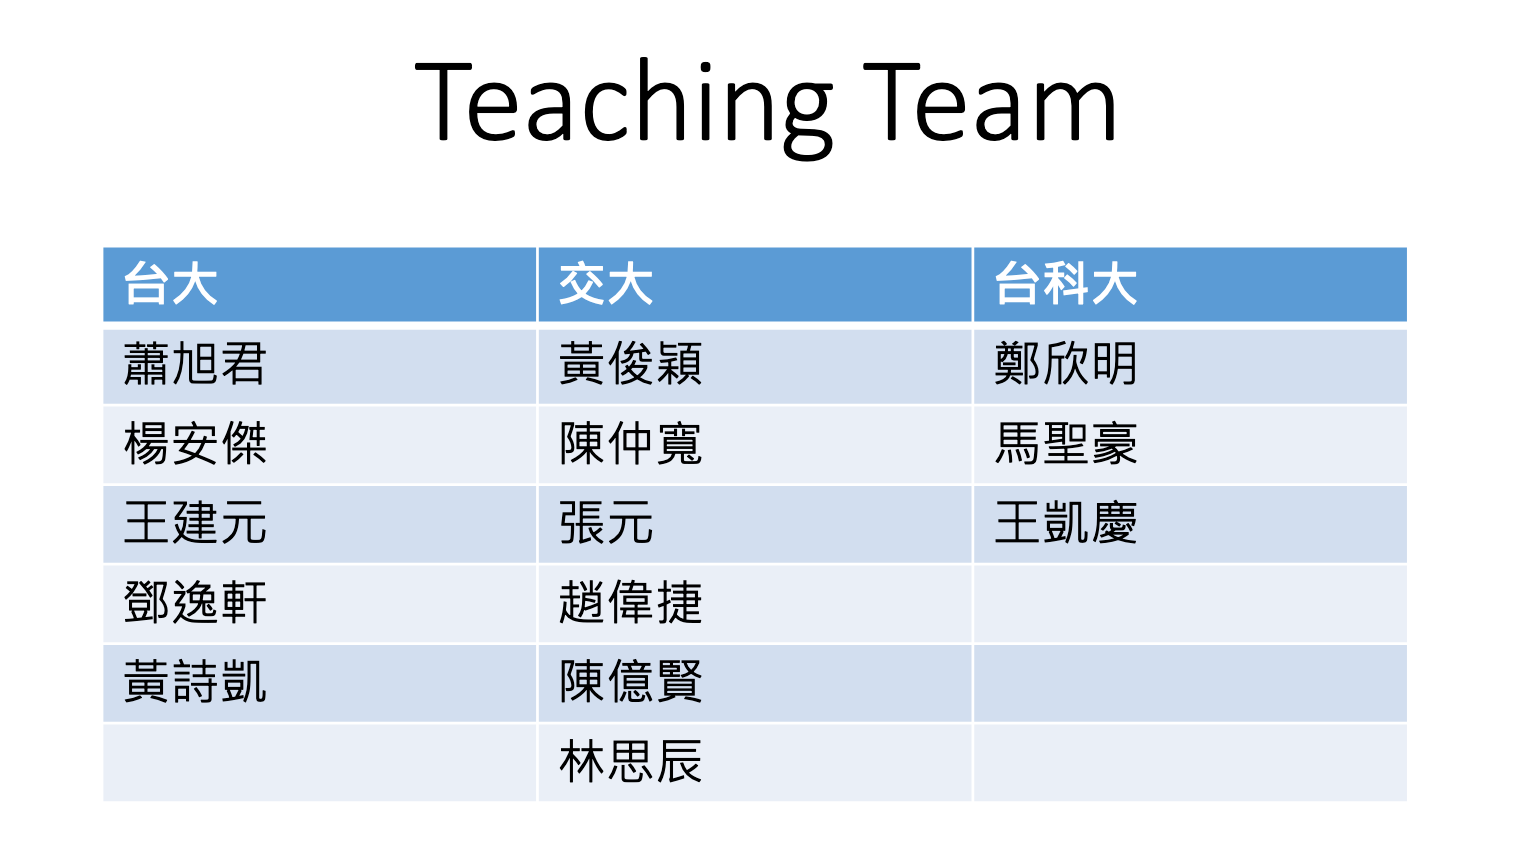 Teaching Team
台大 交大 台科大
蕭旭君 黃俊穎 鄭欣明
楊安傑 陳仲寬 馬聖豪
王建元 張元 王凱慶
鄧逸軒 趙偉捷
黃詩凱 陳億賢
林思辰